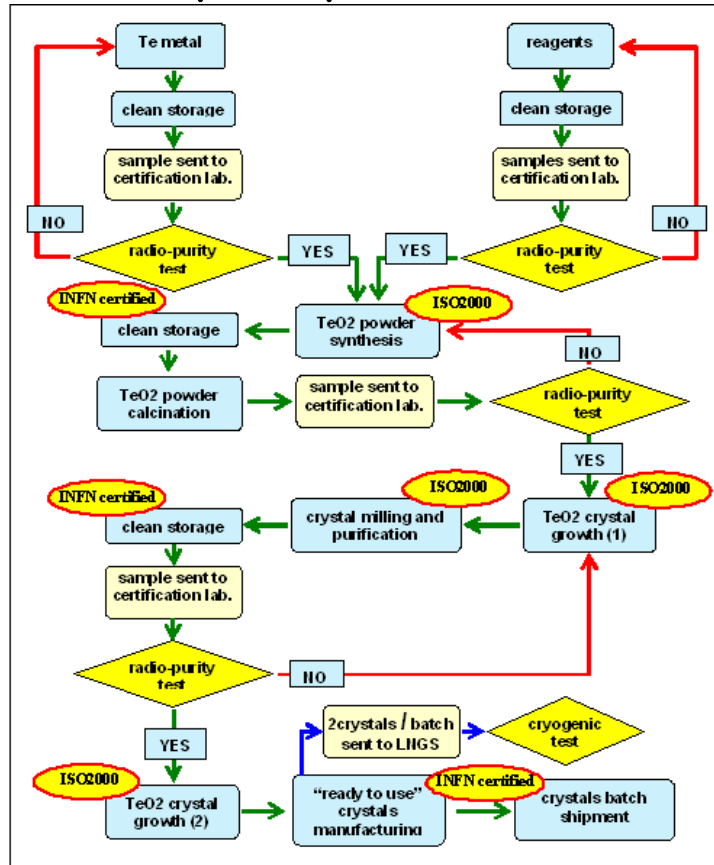 Te metal
reagents
clean storage
clean storage
sample sent to
certification lab.
samples sent to
certification lab.
NO
radio-purity
test
YES
YES
radio-purity
test
NO
INFN certified
clean storage
TeO2 powder
synthesis
ISO2000
NO
TeO2 powder
calcination
sample sent to
certification lab.
radio-purity
test
YES
INFN certified
clean storage
ISO2000
crystal milling and
purification
ISO2000
TeO2 crystal
growth (1)
sample sent to
certification lab.
radio-purity
test
NO
YES
2crystals / batch
sent to LNGS
cryogenic
test
ISO2000
TeO2 crystal
growth (2)
“ready to use”
crystals
manufacturing
INFN certified
crystals batch
shipment